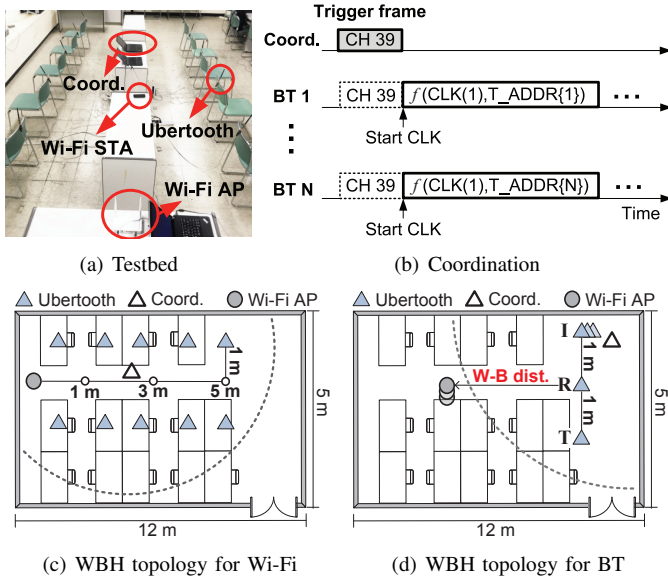 Coord.
Ubertooth
Wi-Fi STA
Wi-Fi AP
(a) Testbed
Trigger frame
Coord.
CH 39
BT 1
CH 39
f(CLK(1),T_ADDR{1})
Start CLK
BT N
CH 39
f(CLK(1),T_ADDR{N})
Start CLK
Time
(b) Coordination
Ubertooth Coord. Wi-Fi AP
1 m
1 m 3 m 5 m
5 m
12 m
(c) WBH topology for Wi-Fi
Ubertooth Coord. Wi-Fi AP
I
1 m
W-B dist.
R
1 m
T
5 m
12 m
(d) WBH topology for BT